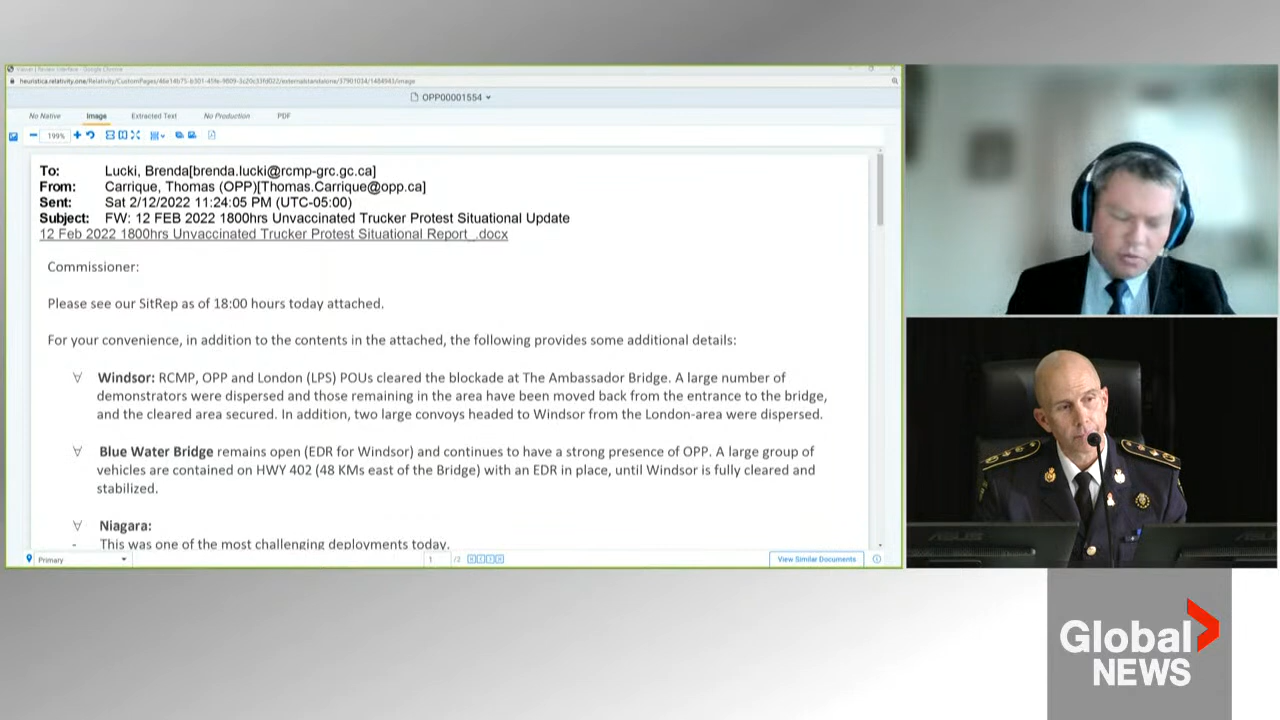 Viewer | Review Interface - Google Chrome
OPP00001554
No Native Image Extracted Text No Production PDF
199%
To: Lucki, Brenda[brenda.lucki@rcmp-grc.gc.ca]
From: Carrique, Thomas (OPP)[Thomas.Carrique@opp.ca]
Sent: Sat 2/12/2022 11:24:05 PM (UTC-05:00)
Subject: FW: 12 FEB 2022 1800hrs Unvaccinated Trucker Protest Situational Update
12 Feb 2022 1800hrs Unvaccinated Trucker Protest Situational Report_.docx
Commissioner:
Please see our SitRep as of 18:00 hours today attached.
For your convenience, in addition to the contents in the attached, the following provides some additional details:
∀ Windsor: RCMP, OPP and London (LPS) POUs cleared the blockade at The Ambassador Bridge. A large number of
demonstrators were dispersed and those remaining in the area have been moved back from the entrance to the bridge,
and the cleared area secured. In addition, two large convoys headed to Windsor from the London-area were dispersed.
∀ Blue Water Bridge remains open (EDR for Windsor) and continues to have a strong presence of OPP. A large group of
vehicles are contained on HWY 402 (48 KMs east of the Bridge) with an EDR in place, until Windsor is fully cleared and
stabilized.
∀ Niagara:
- This was one of the most challenging deployments today.
Primary 1 /2 View Similar Documents
ASUS
Global
NEWS